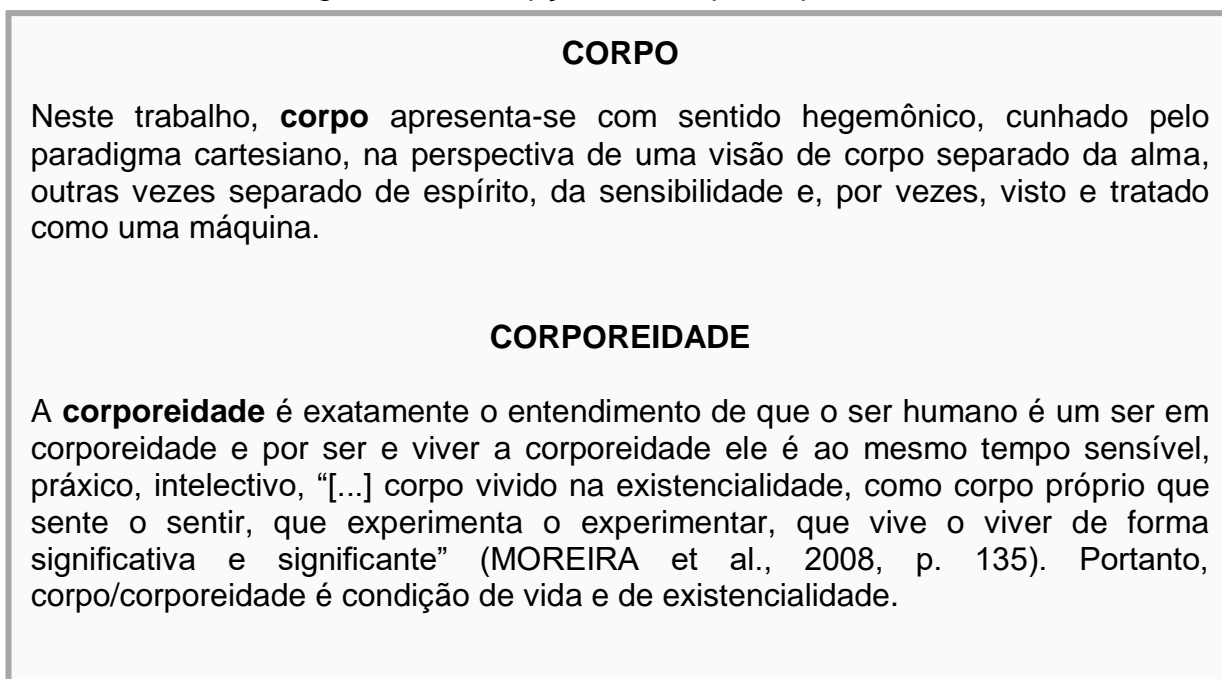 CORPO
Neste trabalho, corpo apresenta-se com sentido hegemônico, cunhado pelo
paradigma cartesiano, na perspectiva de uma visão de corpo separado da alma,
outras vezes separado de espírito, da sensibilidade e, por vezes, visto e tratado
como uma máquina.
CORPOREIDADE
A corporeidade é exatamente o entendimento de que o ser humano é um ser em
corporeidade e por ser e viver a corporeidade ele é ao mesmo tempo sensível,
práxico, intelectivo, “[...] corpo vivido na existencialidade, como corpo próprio que
sente o sentir, que experimenta o experimentar, que vive o viver de forma
significativa e significante” (MOREIRA et al., 2008, p. 135). Portanto,
corpo/corporeidade é condição de vida e de existencialidade.